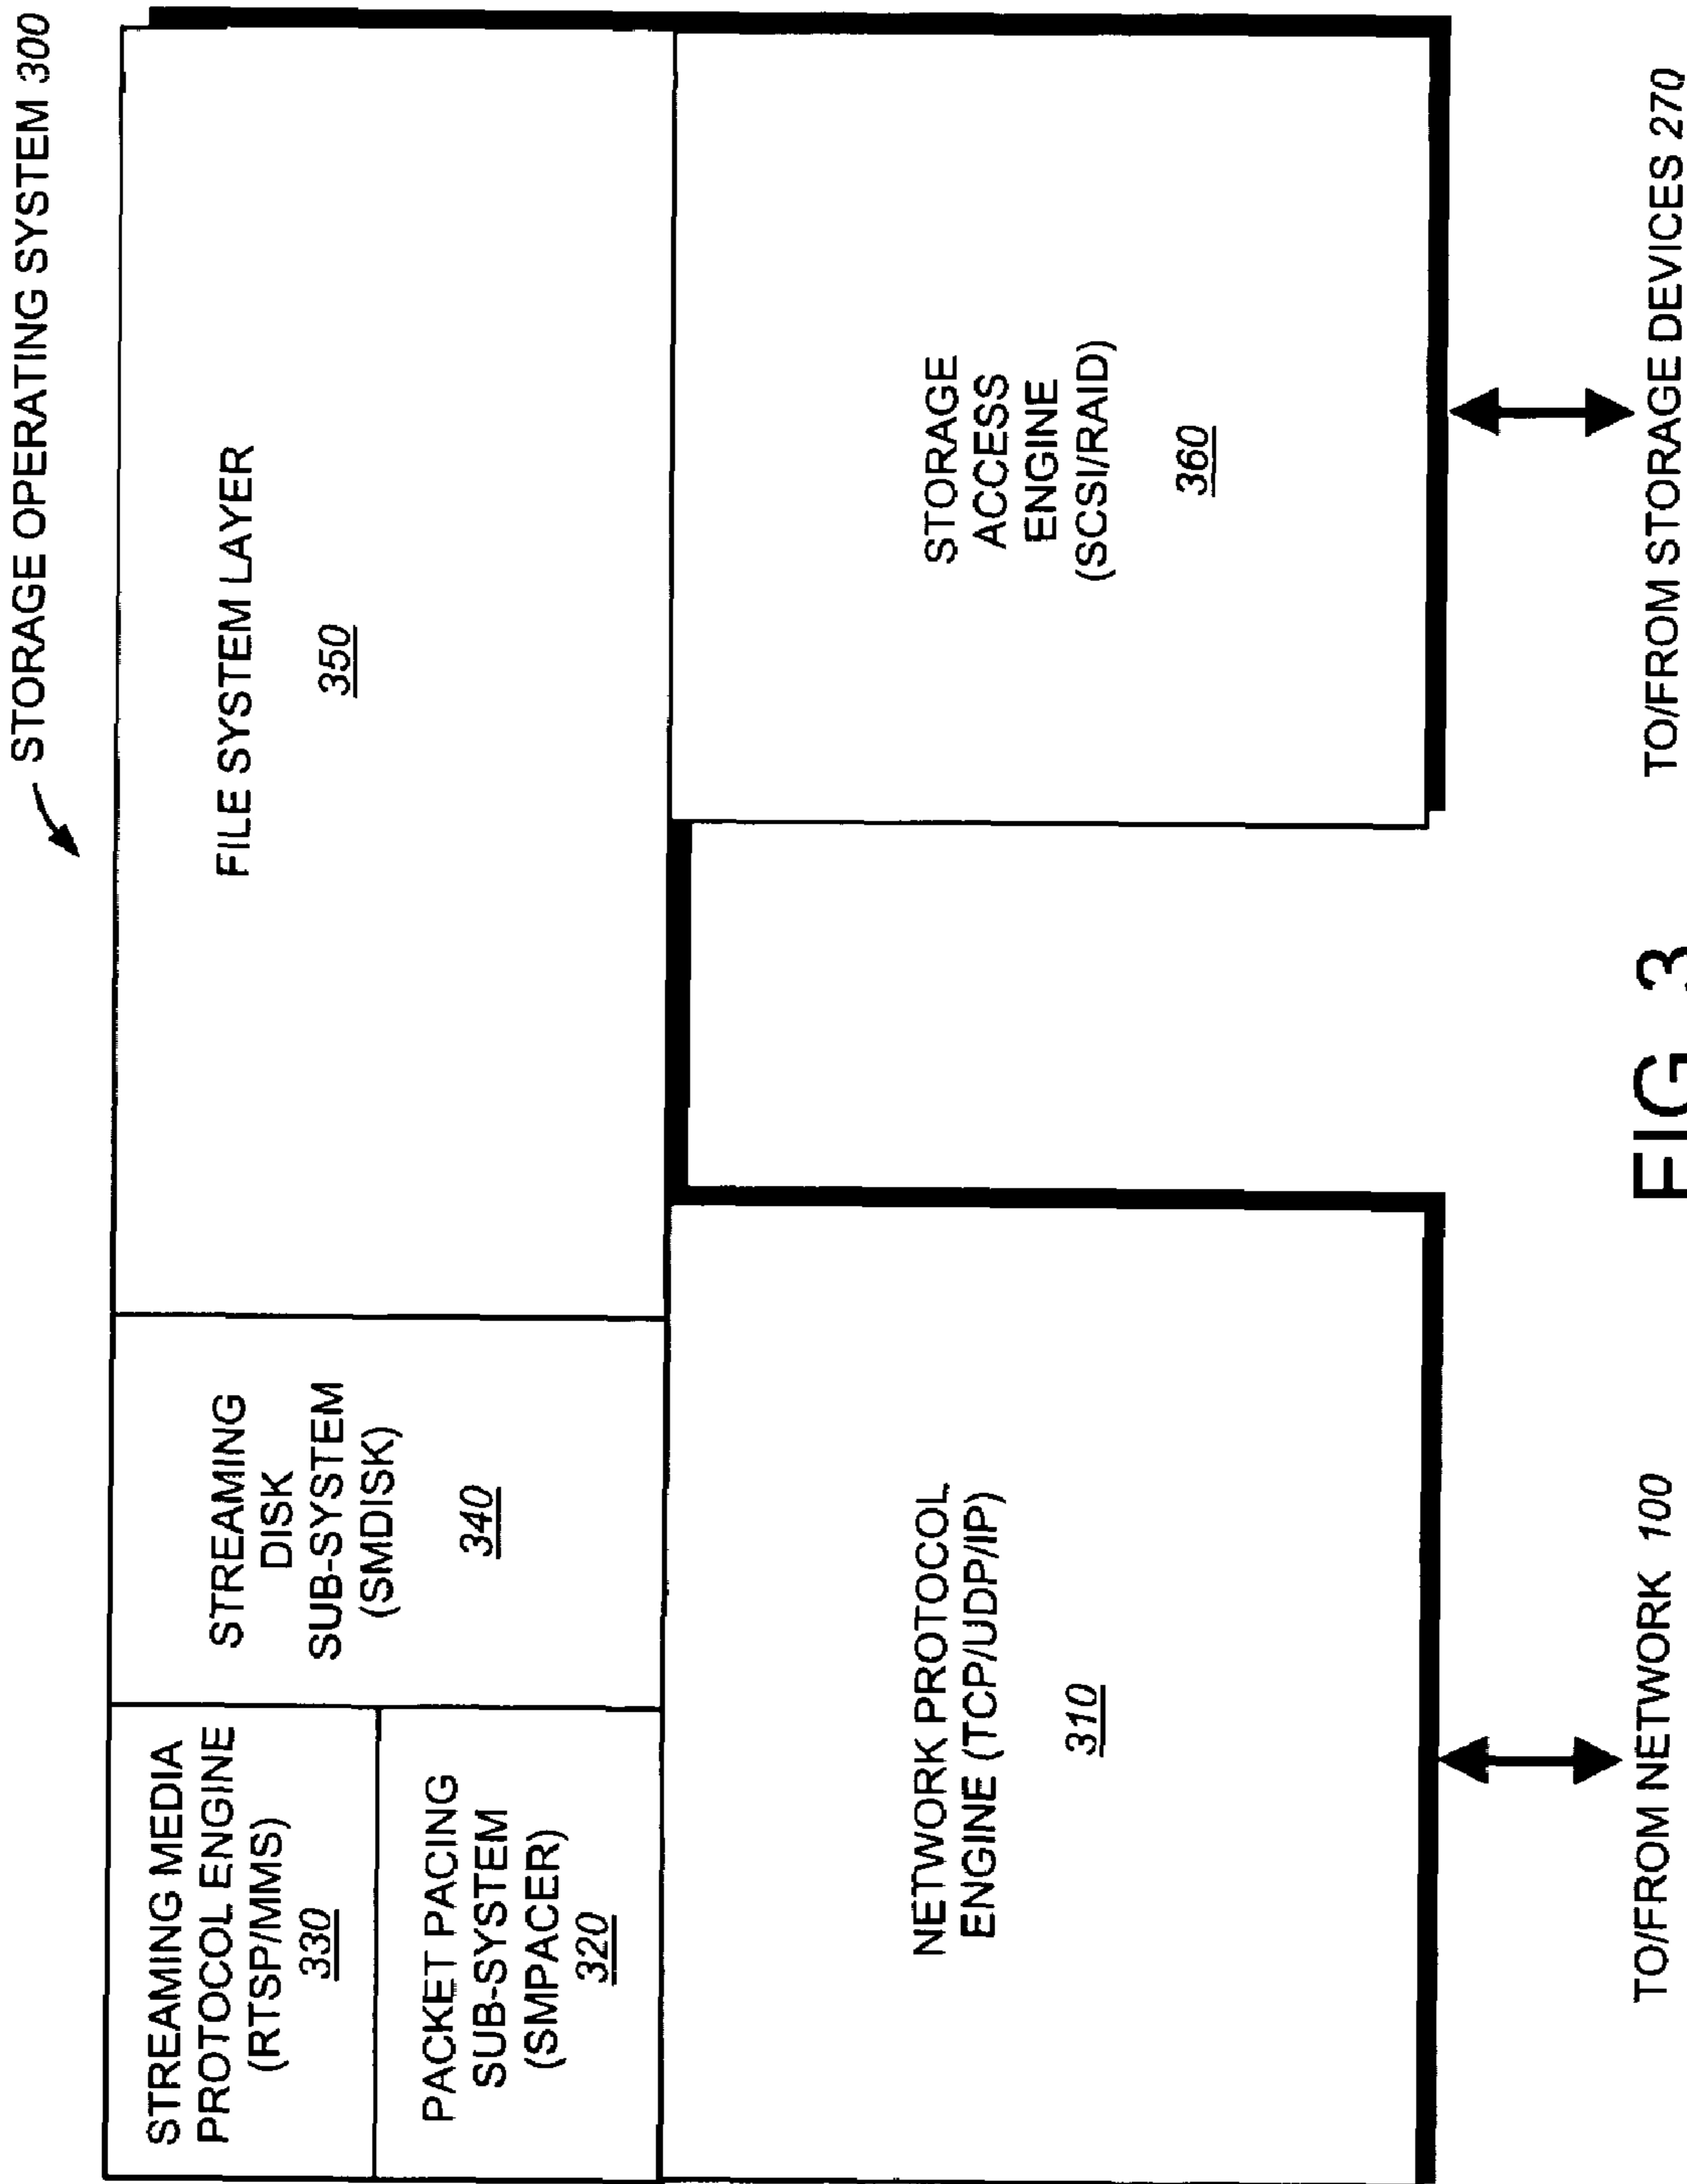 STORAGE OPERATING SYSTEM 300
STREAMING MEDIA
PROTOCOL ENGINE
(RTSP/MMS)
330
PACKET PACING
SUB-SYSTEM
(SMPACER)
320
STREAMING
DISK
SUB-SYSTEM
(SMDISK)
340
FILE SYSTEM LAYER
350
NETWORK PROTOCOL
ENGINE (TCP/UDP/IP)
310
STORAGE
ACCESS
ENGINE
(SCSI/RAID)
360
TO/FROM NETWORK 100
TO/FROM STORAGE DEVICES 270
FIG 3